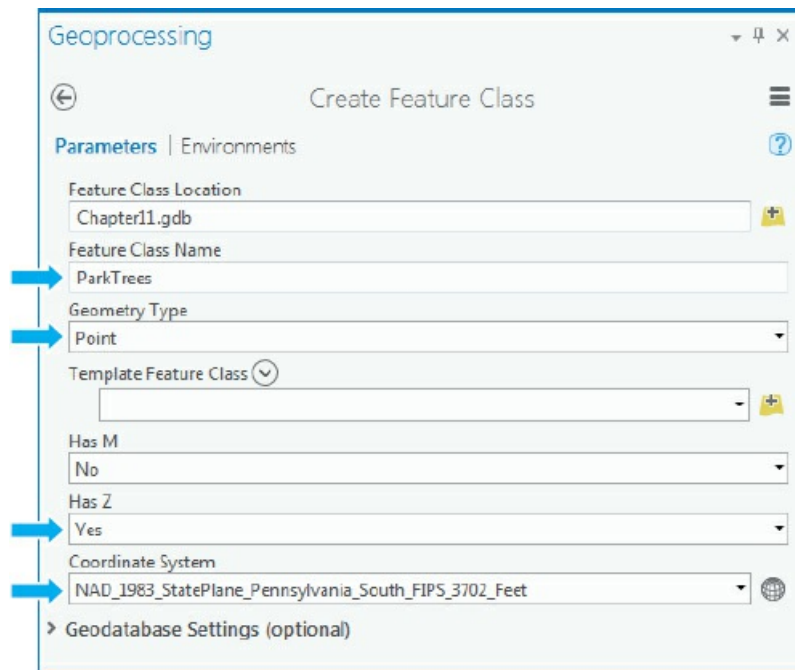 Geoprocessing
Create Feature Class
Parameters | Environments
Feature Class Location
Chapter11.gdb
Feature Class Name
ParkTrees
Geometry Type
Point
Template Feature Class
Has M
No
Has Z
Yes
Coordinate System
NAD_1983_StatePlane_Pennsylvania_South_FIPS_3702_Feet
Geodatabase Settings (optional)